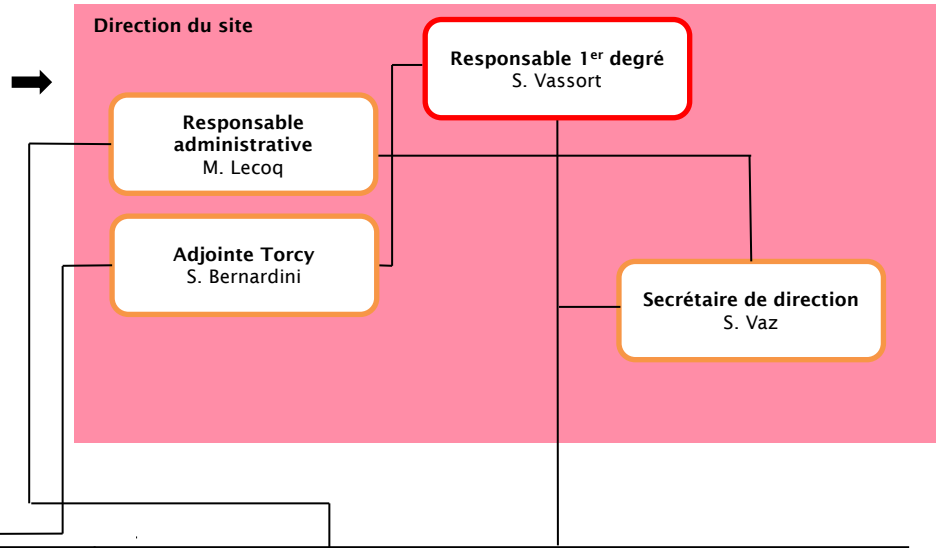 Direction du site
Responsable 1er degré
S. Vassort
Responsable
administrative
M. Lecoq
Adjointe Torcy
S. Bernardini
Secrétaire de direction
S. Vaz